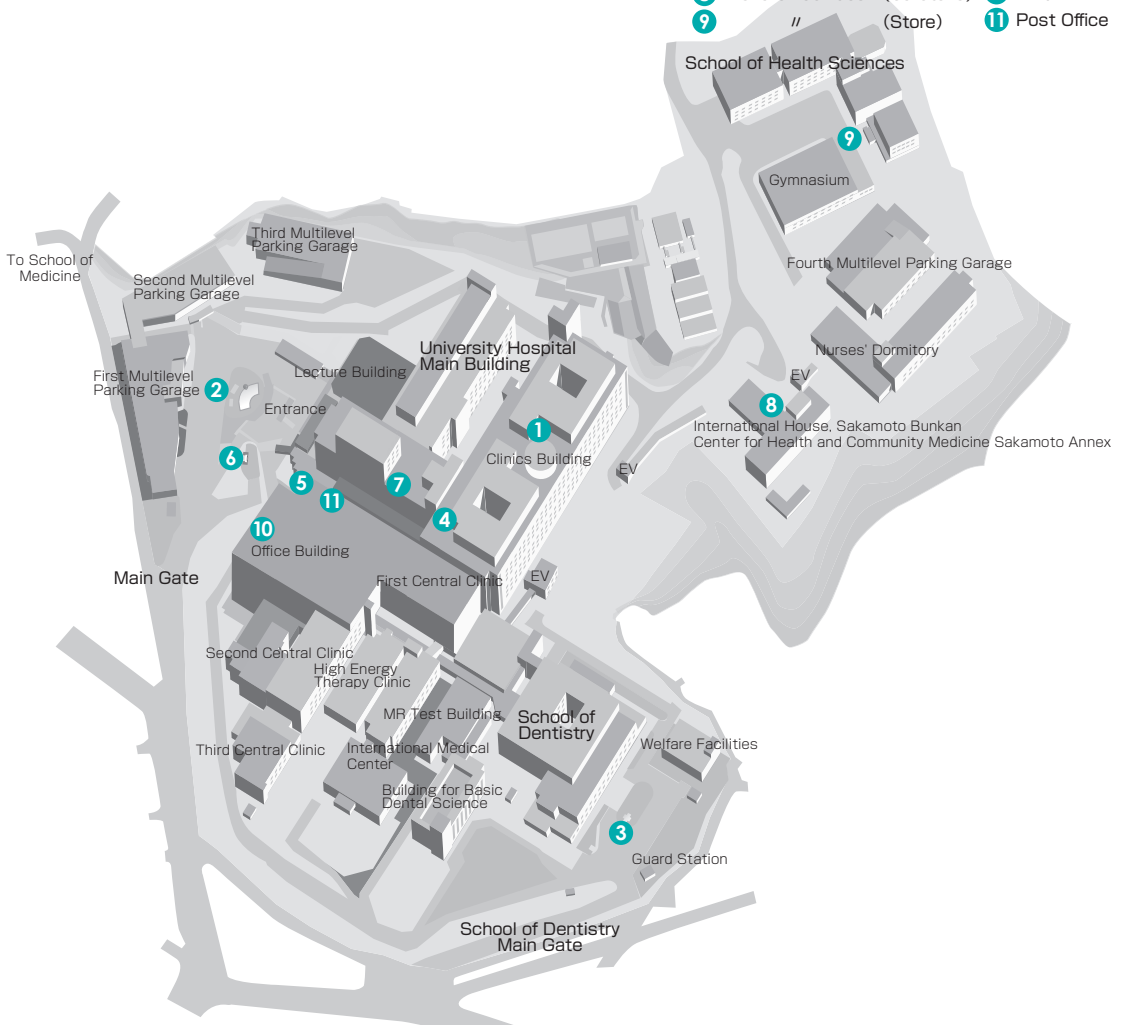 9 〃 (Store) 11 Post Office
School of Health Sciences
9
Gymnasium
Third Multilevel
Parking Garage
To School of
Medicine
Second Multilevel
Parking Garage
Fourth Multilevel Parking Garage
University Hospital
Main Building
Lecture Building
Nurses' Dormitory
First Multilevel
Parking Garage
2
EV
Entrance
8
1
International House, Sakamoto Bunkan
Center for Health and Community Medicine Sakamoto Annex
6
Clinics Building
EV
5
7
11
4
10
Office Building
Main Gate
First Central Clinic
EV
Second Central Clinic
High Energy
Therapy Clinic
MR Test Building
School of
Dentistry
Third Central Clinic
International Medical
Center
Welfare Facilities
Building for Basic
Dental Science
3
Guard Station
School of Dentistry
Main Gate